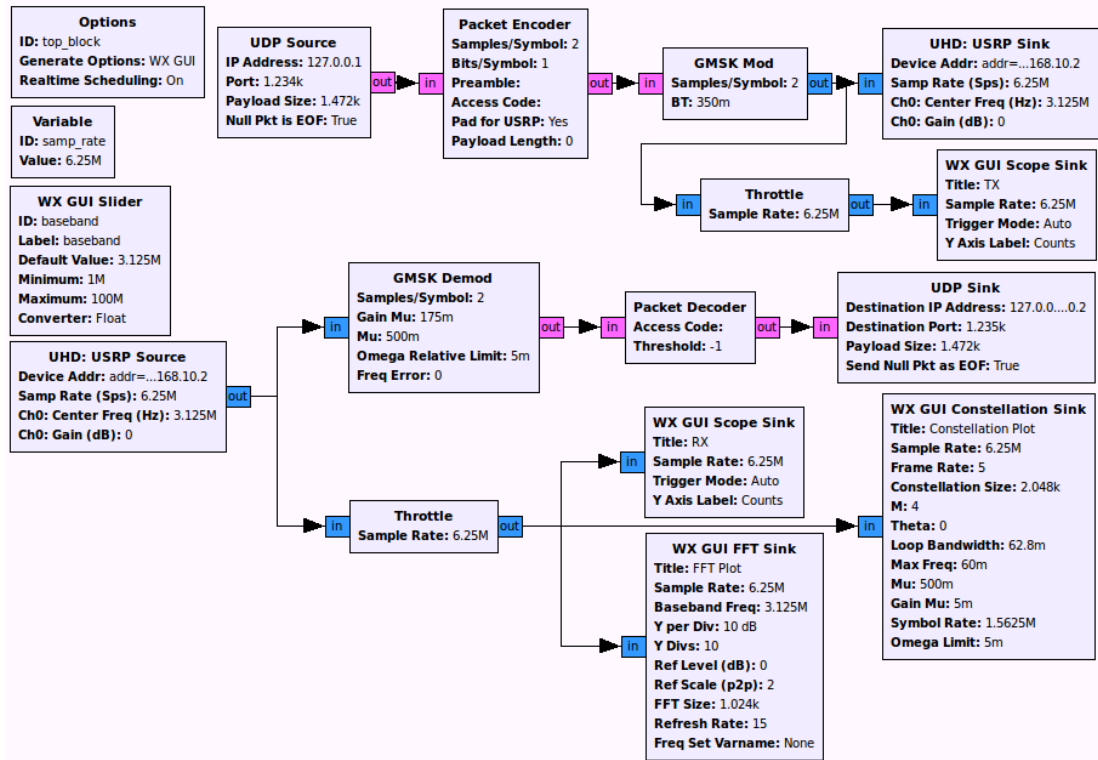 Options
ID: top_block
Generate Options: WX GUI
Realtime Scheduling: On
Variable
ID: samp_rate
Value: 6.25M
WX GUI Slider
ID: baseband
Label: baseband
Default Value: 3.125M
Minimum: 1M
Maximum: 100M
Converter: Float
UDP Source
IP Address: 127.0.0.1
Port: 1.234k
Payload Size: 1.472k
Null Pkt is EOF: True
out
in
Packet Encoder
Samples/Symbol: 2
Bits/Symbol: 1
Preamble:
Access Code:
Pad for USRP: Yes
Payload Length: 0
out
in
GMSK Mod
Samples/Symbol: 2
BT: 350m
out
in
UHD: USRP Sink
Device Addr: addr=...168.10.2
Samp Rate (Sps): 6.25M
Ch0: Center Freq (Hz): 3.125M
Ch0: Gain (dB): 0
in
Throttle
Sample Rate: 6.25M
out
in
WX GUI Scope Sink
Title: TX
Sample Rate: 6.25M
Trigger Mode: Auto
Y Axis Label: Counts
UHD: USRP Source
Device Addr: addr=...168.10.2
Samp Rate (Sps): 6.25M
Ch0: Center Freq (Hz): 3.125M
Ch0: Gain (dB): 0
out
in
GMSK Demod
Samples/Symbol: 2
Gain Mu: 175m
Mu: 500m
Omega Relative Limit: 5m
Freq Error: 0
out
in
Packet Decoder
Access Code:
Threshold: -1
out
in
UDP Sink
Destination IP Address: 127.0.0....0.2
Destination Port: 1.235k
Payload Size: 1.472k
Send Null Pkt as EOF: True
in
Throttle
Sample Rate: 6.25M
out
in
WX GUI Scope Sink
Title: RX
Sample Rate: 6.25M
Trigger Mode: Auto
Y Axis Label: Counts
in
WX GUI FFT Sink
Title: FFT Plot
Sample Rate: 6.25M
Baseband Freq: 3.125M
Y per Div: 10 dB
Y Divs: 10
Ref Level (dB): 0
Ref Scale (p2p): 2
FFT Size: 1.024k
Refresh Rate: 15
Freq Set Varname: None
in
WX GUI Constellation Sink
Title: Constellation Plot
Sample Rate: 6.25M
Frame Rate: 5
Constellation Size: 2.048k
M: 4
Theta: 0
Loop Bandwidth: 62.8m
Max Freq: 60m
Mu: 500m
Gain Mu: 5m
Symbol Rate: 1.5625M
Omega Limit: 5m